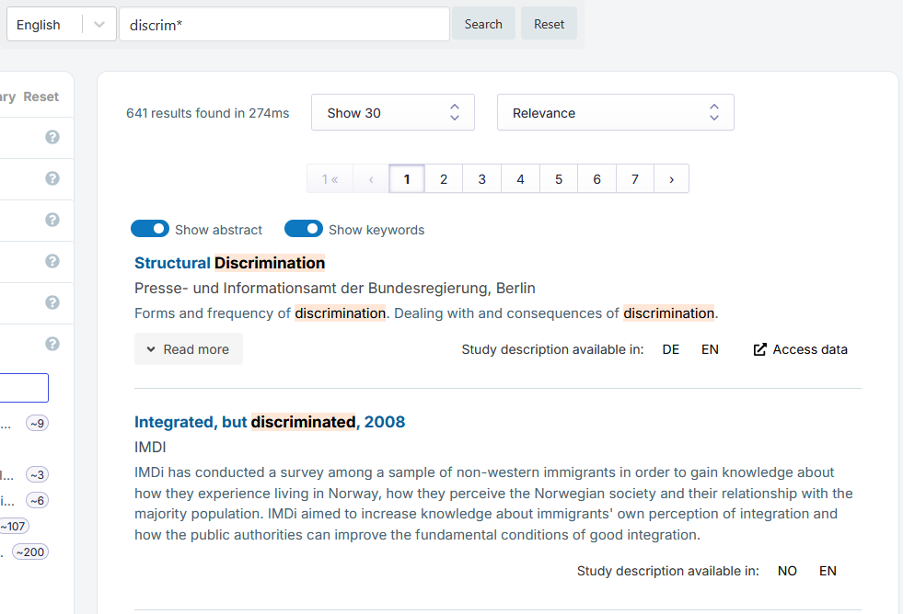 English
discrim*
Search
Reset
ary Reset
641 results found in 274ms
Show 30
Relevance
1 «
‹
1
2
3
4
5
6
7
›
Show abstract
Show keywords
Structural Discrimination
Presse- und Informationsamt der Bundesregierung, Berlin
Forms and frequency of discrimination. Dealing with and consequences of discrimination.
Read more
Study description available in: DE EN
Access data
Integrated, but discriminated, 2008
IMDI
IMDi has conducted a survey among a sample of non-western immigrants in order to gain knowledge about
how they experience living in Norway, how they perceive the Norwegian society and their relationship with the
majority population. IMDi aimed to increase knowledge about immigrants' own perception of integration and
how the public authorities can improve the fundamental conditions of good integration.
Study description available in: NO EN
... ~9
... ~3
i... ~6
~107
. ~200